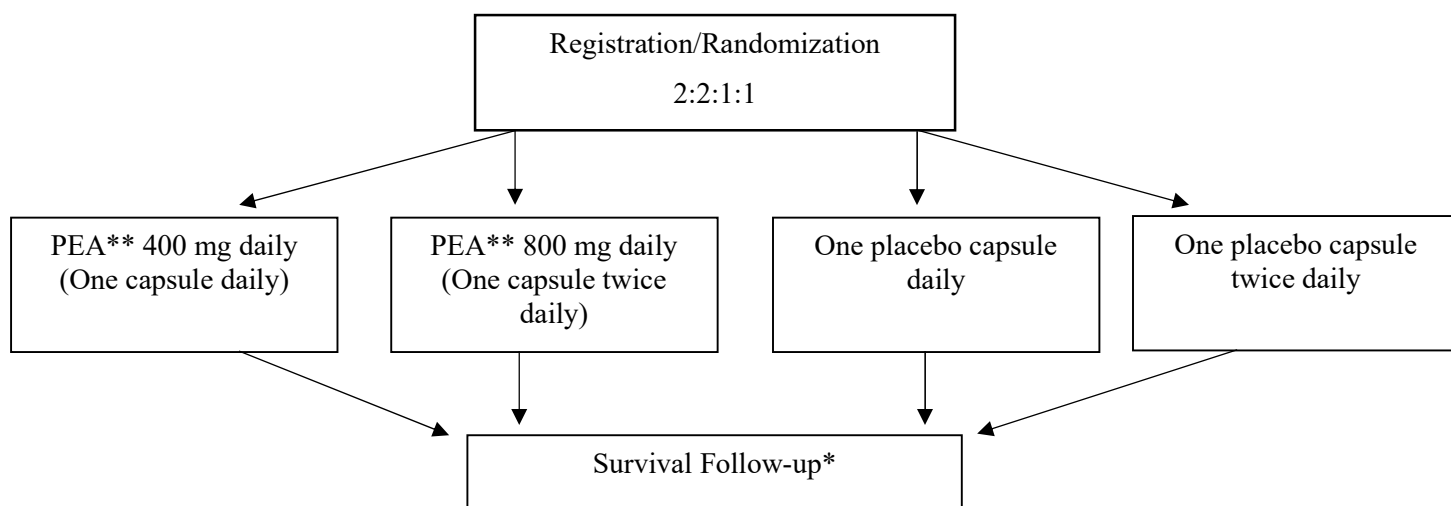 Registration/Randomization
2:2:1:1
PEA** 400 mg daily
(One capsule daily)
PEA** 800 mg daily
(One capsule twice
daily)
One placebo capsule
daily
One placebo capsule
twice daily
Survival Follow-up*